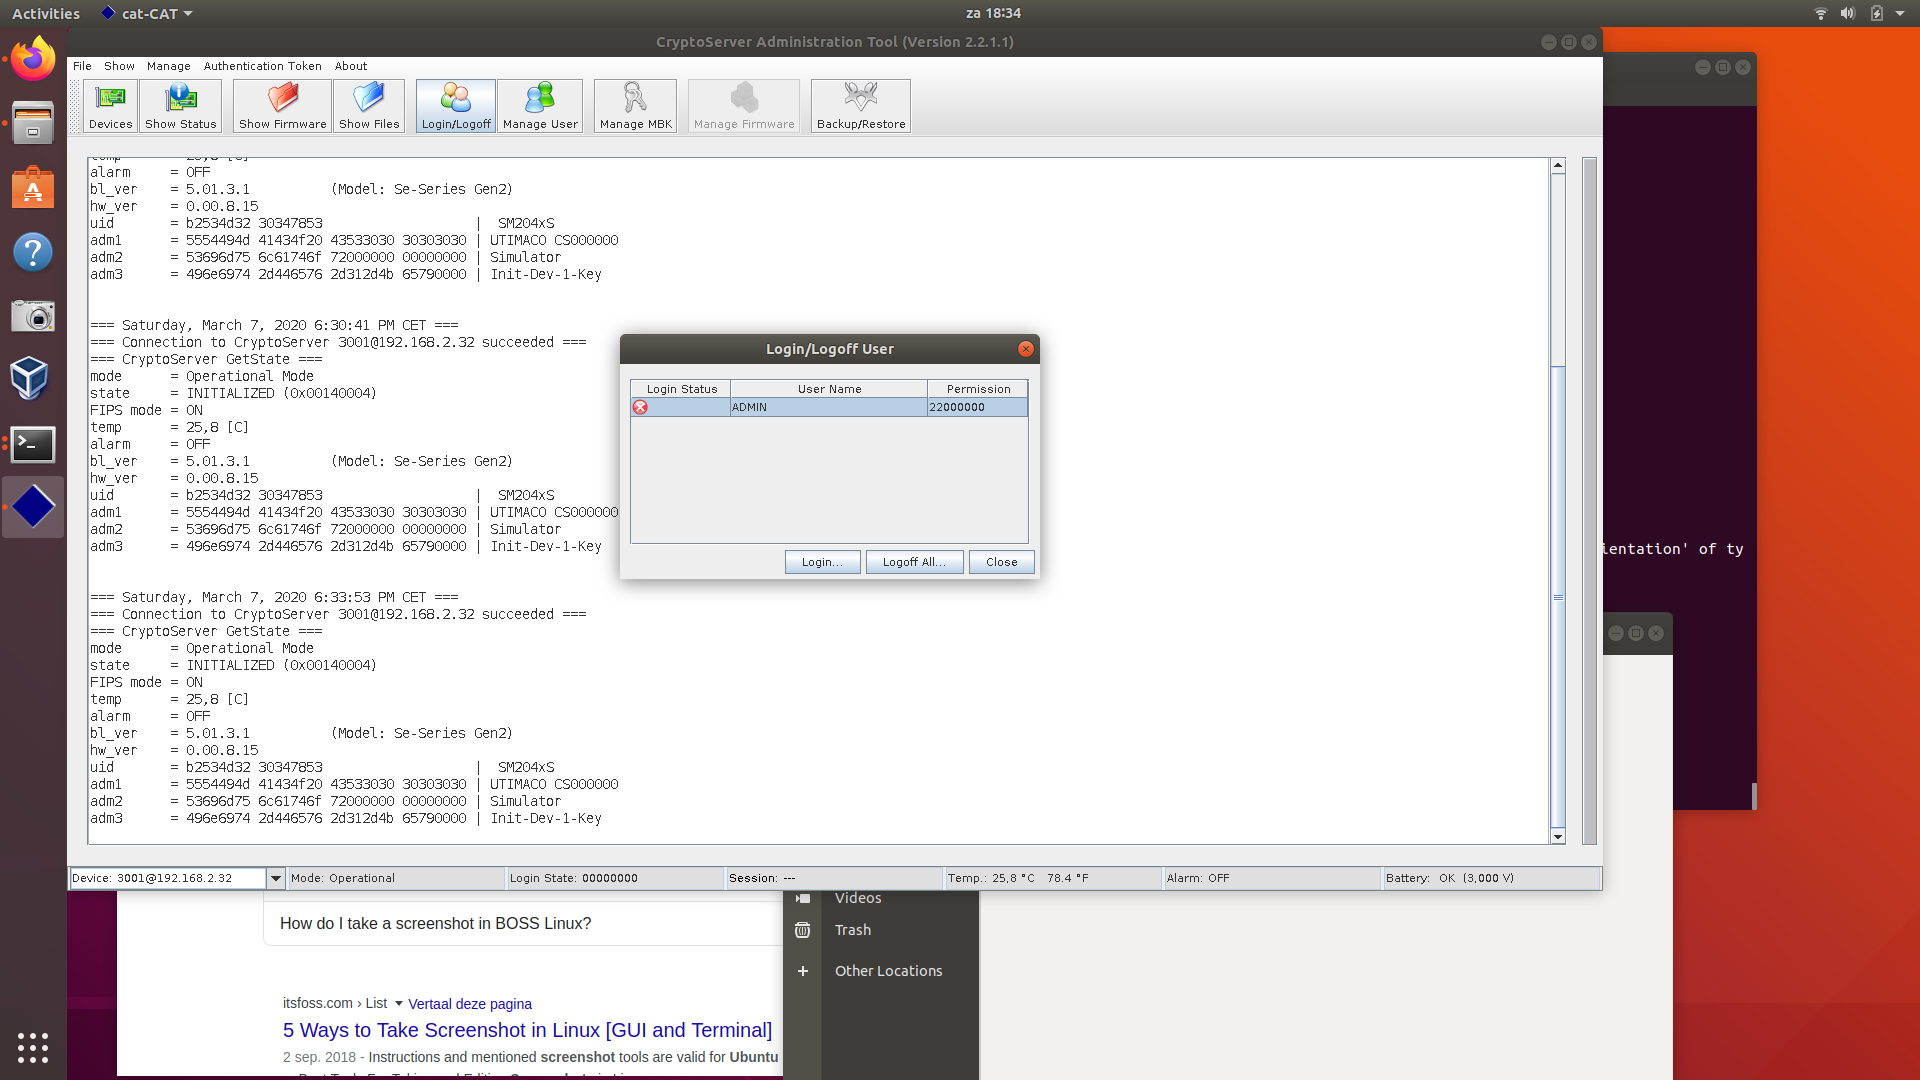 Activities
cat-CAT
za 18:34
CryptoServer Administration Tool (Version 2.2.1.1)
File Show Manage Authentication Token About
Devices Show Status Show Firmware Show Files Login/Logoff Manage User Manage MBK Manage Firmware Backup/Restore
temp = 25,8 [C]
alarm = OFF
bl_ver = 5.01.3.1 (Model: Se-Series Gen2)
hw_ver = 0.00.8.15
uid = b2534d32 30347853 | SM204xS
adm1 = 5554494d 41434f20 43533030 30303030 | UTIMACO CS000000
adm2 = 53696d75 6c61746f 72000000 00000000 | Simulator
adm3 = 496e6974 2d446576 2d312d4b 65790000 | Init-Dev-1-Key
=== Saturday, March 7, 2020 6:30:41 PM CET ===
=== Connection to CryptoServer 3001@192.168.2.32 succeeded ===
=== CryptoServer GetState ===
mode = Operational Mode
state = INITIALIZED (0x00140004)
FIPS mode = ON
temp = 25,8 [C]
alarm = OFF
bl_ver = 5.01.3.1 (Model: Se-Series Gen2)
hw_ver = 0.00.8.15
uid = b2534d32 30347853 | SM204xS
adm1 = 5554494d 41434f20 43533030 30303030 | UTIMACO CS000000
adm2 = 53696d75 6c61746f 72000000 00000000 | Simulator
adm3 = 496e6974 2d446576 2d312d4b 65790000 | Init-Dev-1-Key
=== Saturday, March 7, 2020 6:33:53 PM CET ===
=== Connection to CryptoServer 3001@192.168.2.32 succeeded ===
=== CryptoServer GetState ===
mode = Operational Mode
state = INITIALIZED (0x00140004)
FIPS mode = ON
temp = 25,8 [C]
alarm = OFF
bl_ver = 5.01.3.1 (Model: Se-Series Gen2)
hw_ver = 0.00.8.15
uid = b2534d32 30347853 | SM204xS
adm1 = 5554494d 41434f20 43533030 30303030 | UTIMACO CS000000
adm2 = 53696d75 6c61746f 72000000 00000000 | Simulator
adm3 = 496e6974 2d446576 2d312d4b 65790000 | Init-Dev-1-Key
Login/Logoff User
Login Status User Name Permission
ADMIN 22000000
Login... Logoff All... Close
ientation' of ty
Device: 3001@192.168.2.32 Mode: Operational Login State: 00000000 Session: --- Temp.: 25,8 °C 78.4 °F Alarm: OFF Battery: OK (3,000 V)
How do I take a screenshot in BOSS Linux?
itsfoss.com › List Vertaal deze pagina
5 Ways to Take Screenshot in Linux [GUI and Terminal]
2 sep. 2018 - Instructions and mentioned screenshot tools are valid for Ubuntu
Videos
Trash
Other Locations